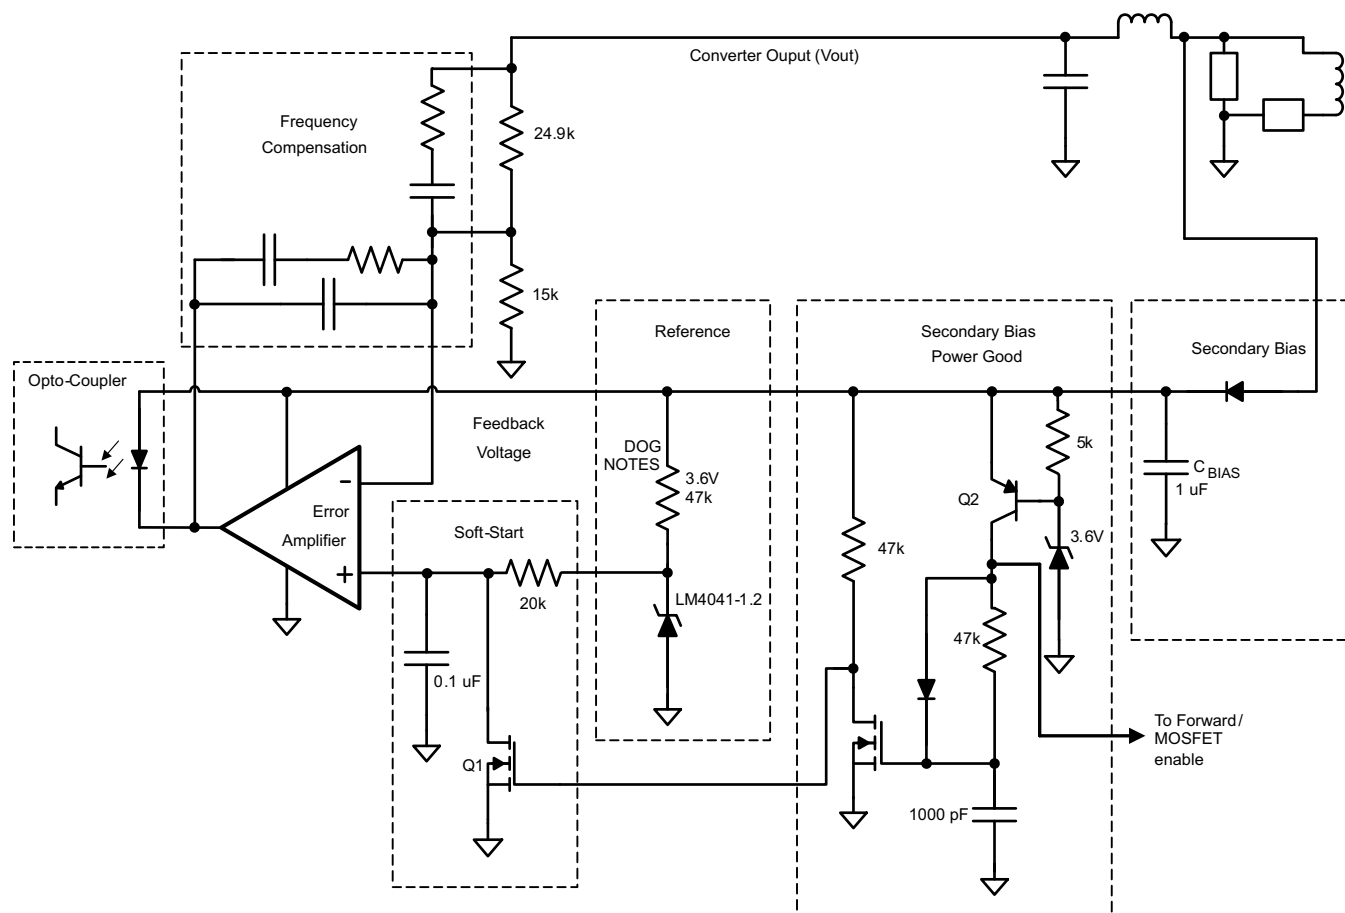 Converter Ouput (Vout)
Frequency
Compensation
24.9k
15k
Reference
Secondary Bias
Power Good
Secondary Bias
Opto-Coupler
Feedback
Voltage
DOG
NOTES
3.6V
47k
5k
C BIAS
1 uF
Q2
-
Error
Amplifier
+
Soft-Start
47k
3.6V
20k
LM4041-1.2
47k
0.1 uF
Q1
To Forward/
MOSFET
enable
1000 pF